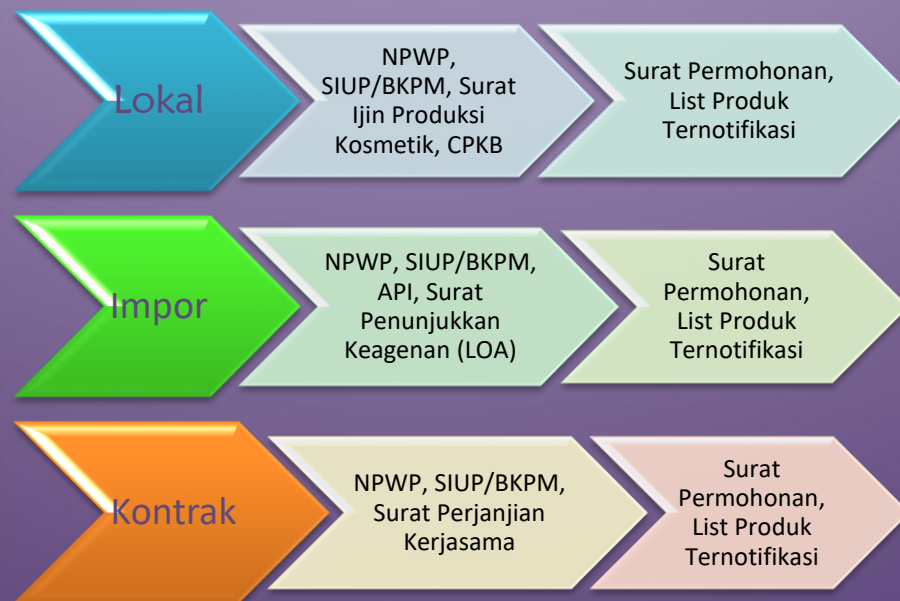 Lokal
NPWP,
SIUP/BKPM, Surat
Ijin Produksi
Kosmetik, CPKB
Surat Permohonan,
List Produk
Ternotifikasi
Impor
NPWP, SIUP/BKPM,
API, Surat
Penunjukkan
Keagenan (LOA)
Surat
Permohonan,
List Produk
Ternotifikasi
Kontrak
NPWP, SIUP/BKPM,
Surat Perjanjian
Kerjasama
Surat
Permohonan,
List Produk
Ternotifikasi